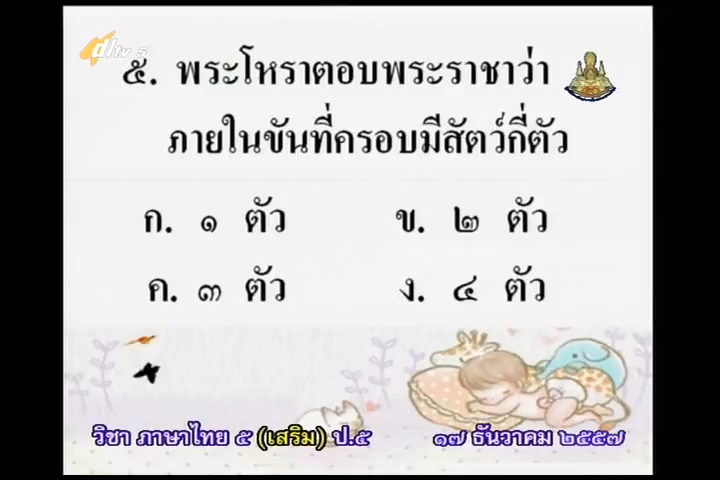 dltv 5
๕. พระโหราตอบพระราชาว่า
ภายในขันที่ครอบมีสัตว์กี่ตัว
ก. ๑ ตัว ข. ๒ ตัว
ค. ๓ ตัว ง. ๔ ตัว
วิชา ภาษาไทย ๕ (เสริม) ป.๕ ๑๗ ธันวาคม ๒๕๕๗